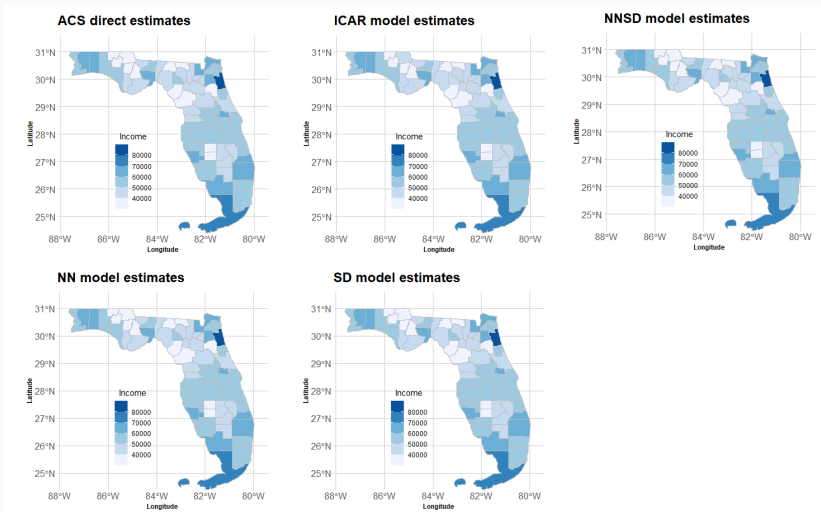 ACS direct estimates
31°N
30°N
29°N
28°N
27°N
26°N
25°N
Latitude
Income
80000
70000
60000
50000
40000
88°W
86°W
84°W
82°W
80°W
Longitude
ICAR model estimates
31°N
30°N
29°N
28°N
27°N
26°N
25°N
Latitude
Income
80000
70000
60000
50000
40000
88°W
86°W
84°W
82°W
80°W
Longitude
NNSD model estimates
31°N
30°N
29°N
28°N
27°N
26°N
25°N
Latitude
Income
80000
70000
60000
50000
40000
88°W
86°W
84°W
82°W
80°W
Longitude
NN model estimates
31°N
30°N
29°N
28°N
27°N
26°N
25°N
Latitude
Income
80000
70000
60000
50000
40000
88°W
86°W
84°W
82°W
80°W
Longitude
SD model estimates
31°N
30°N
29°N
28°N
27°N
26°N
25°N
Latitude
Income
80000
70000
60000
50000
40000
88°W
86°W
84°W
82°W
80°W
Longitude